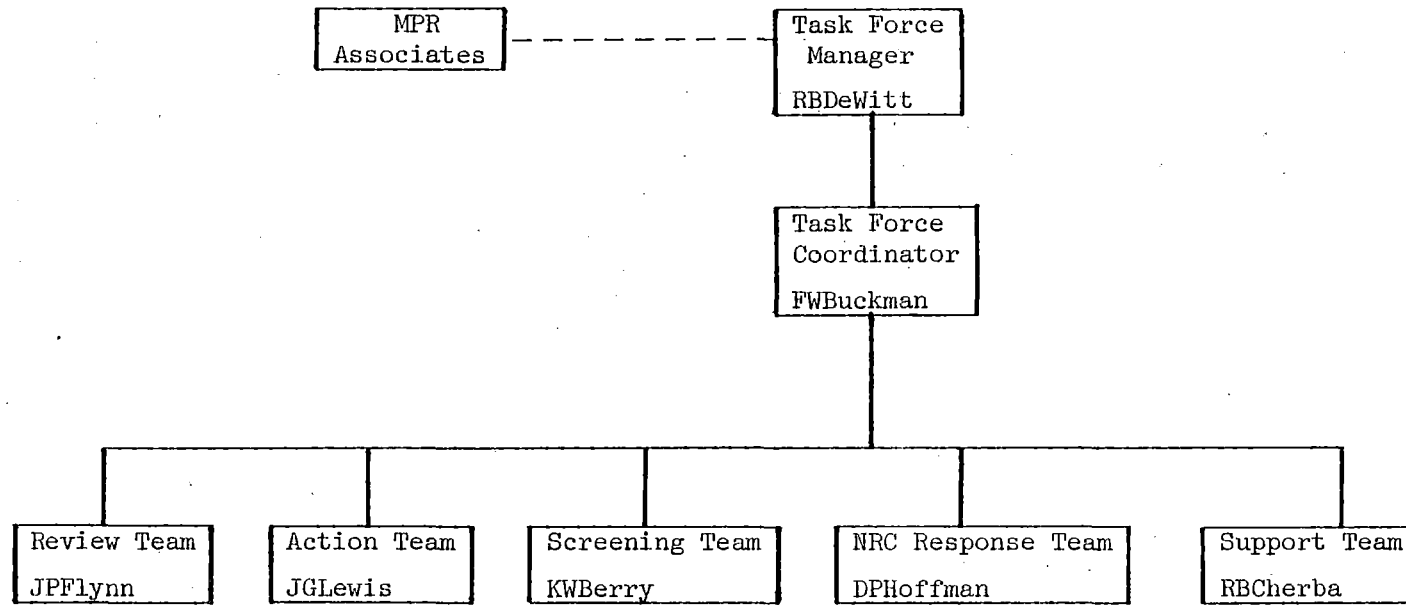 MPR
Associates
Task Force
Manager
RBDeWitt
Task Force
Coordinator
FWBuckman
Review Team
JPFlynn
Action Team
JGLewis
Screening Team
KWBerry
NRC Response Team
DPHoffman
Support Team
RBCherba